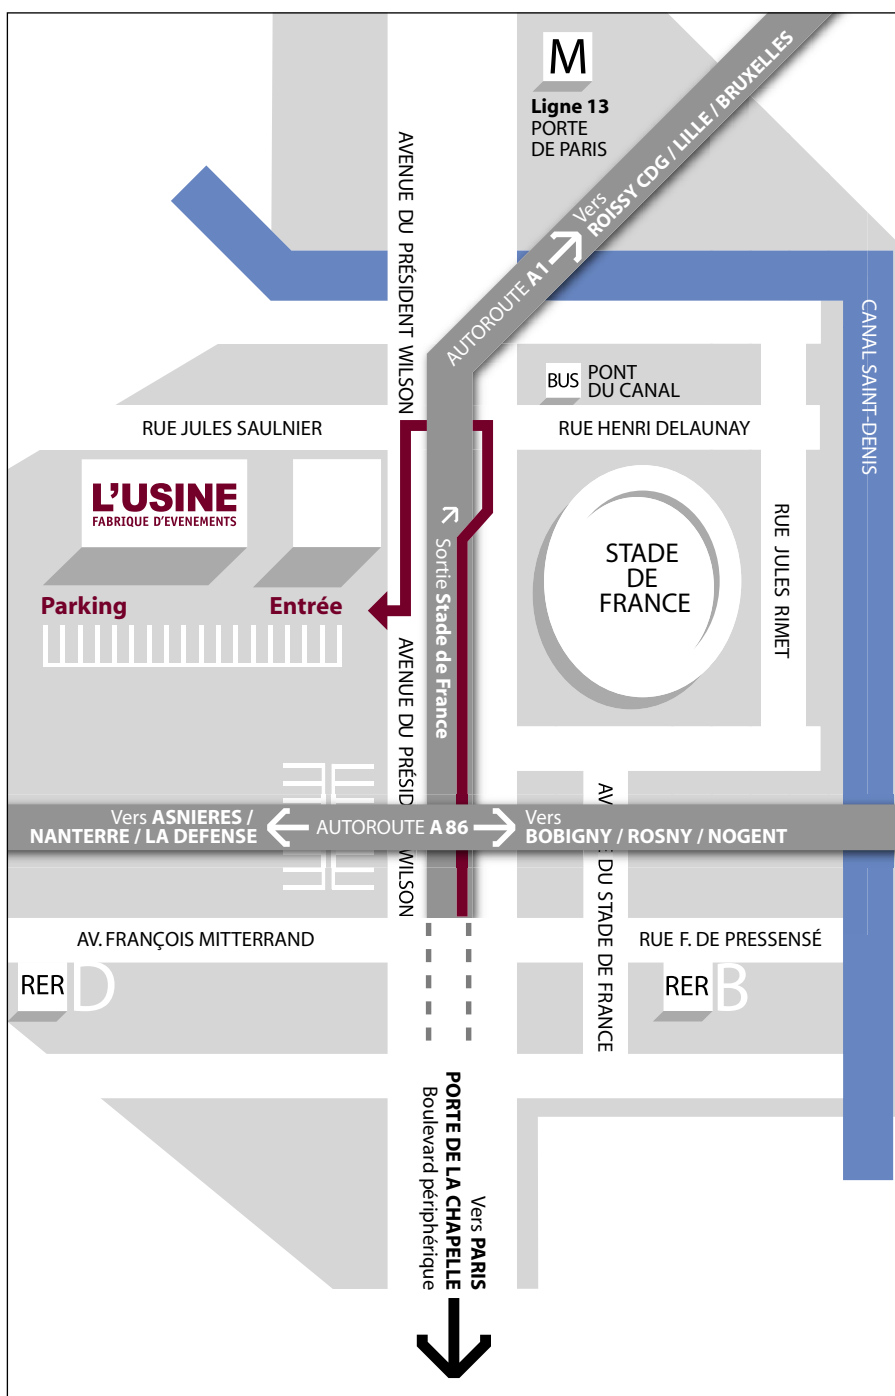 M
Ligne 13
PORTE
DE PARIS
Vers
ROISSY CDG / LILLE / BRUXELLES
AUTOROUTE A1
AVENUE DU PRÉSIDENT WILSON
CANAL SAINT-DENIS
BUS
PONT
DU CANAL
RUE JULES SAULNIER
RUE HENRI DELAUNAY
L'USINE
FABRIQUE D'EVENEMENTS
Parking
Entrée
Sortie Stade de France
STADE
DE
FRANCE
RUE JULES RIMET
AVENUE DU PRÉSID
WILSON
Vers ASNIERES /
NANTERRE / LA DEFENSE
AUTOROUTE A 86
Vers
BOBIGNY / ROSNY / NOGENT
AV
E DU STADE DE FRANCE
AV. FRANÇOIS MITTERRAND
RUE F. DE PRESSENSÉ
RER D
RER B
Vers PARIS
PORTE DE LA CHAPELLE
Boulevard périphérique